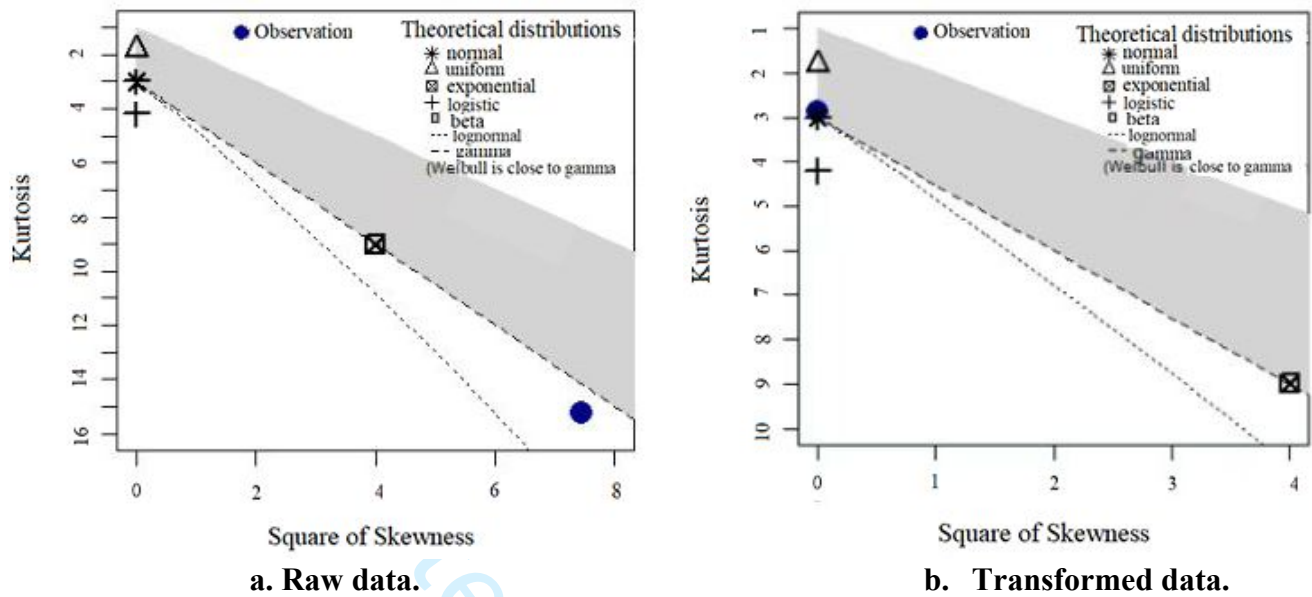 Observation
Theoretical distributions
normal
uniform
exponential
logistic
beta
lognormal
gamma
(Weibull is close to gamma
Kurtosis
2
4
6
8
10
12
14
16
0 2 4 6 8
Square of Skewness
a. Raw data.
Observation
Theoretical distributions
normal
uniform
exponential
logistic
beta
lognormal
gamma
(Weibull is close to gamma
Kurtosis
1
2
3
4
5
6
7
8
9
10
0 1 2 3 4
Square of Skewness
b. Transformed data.